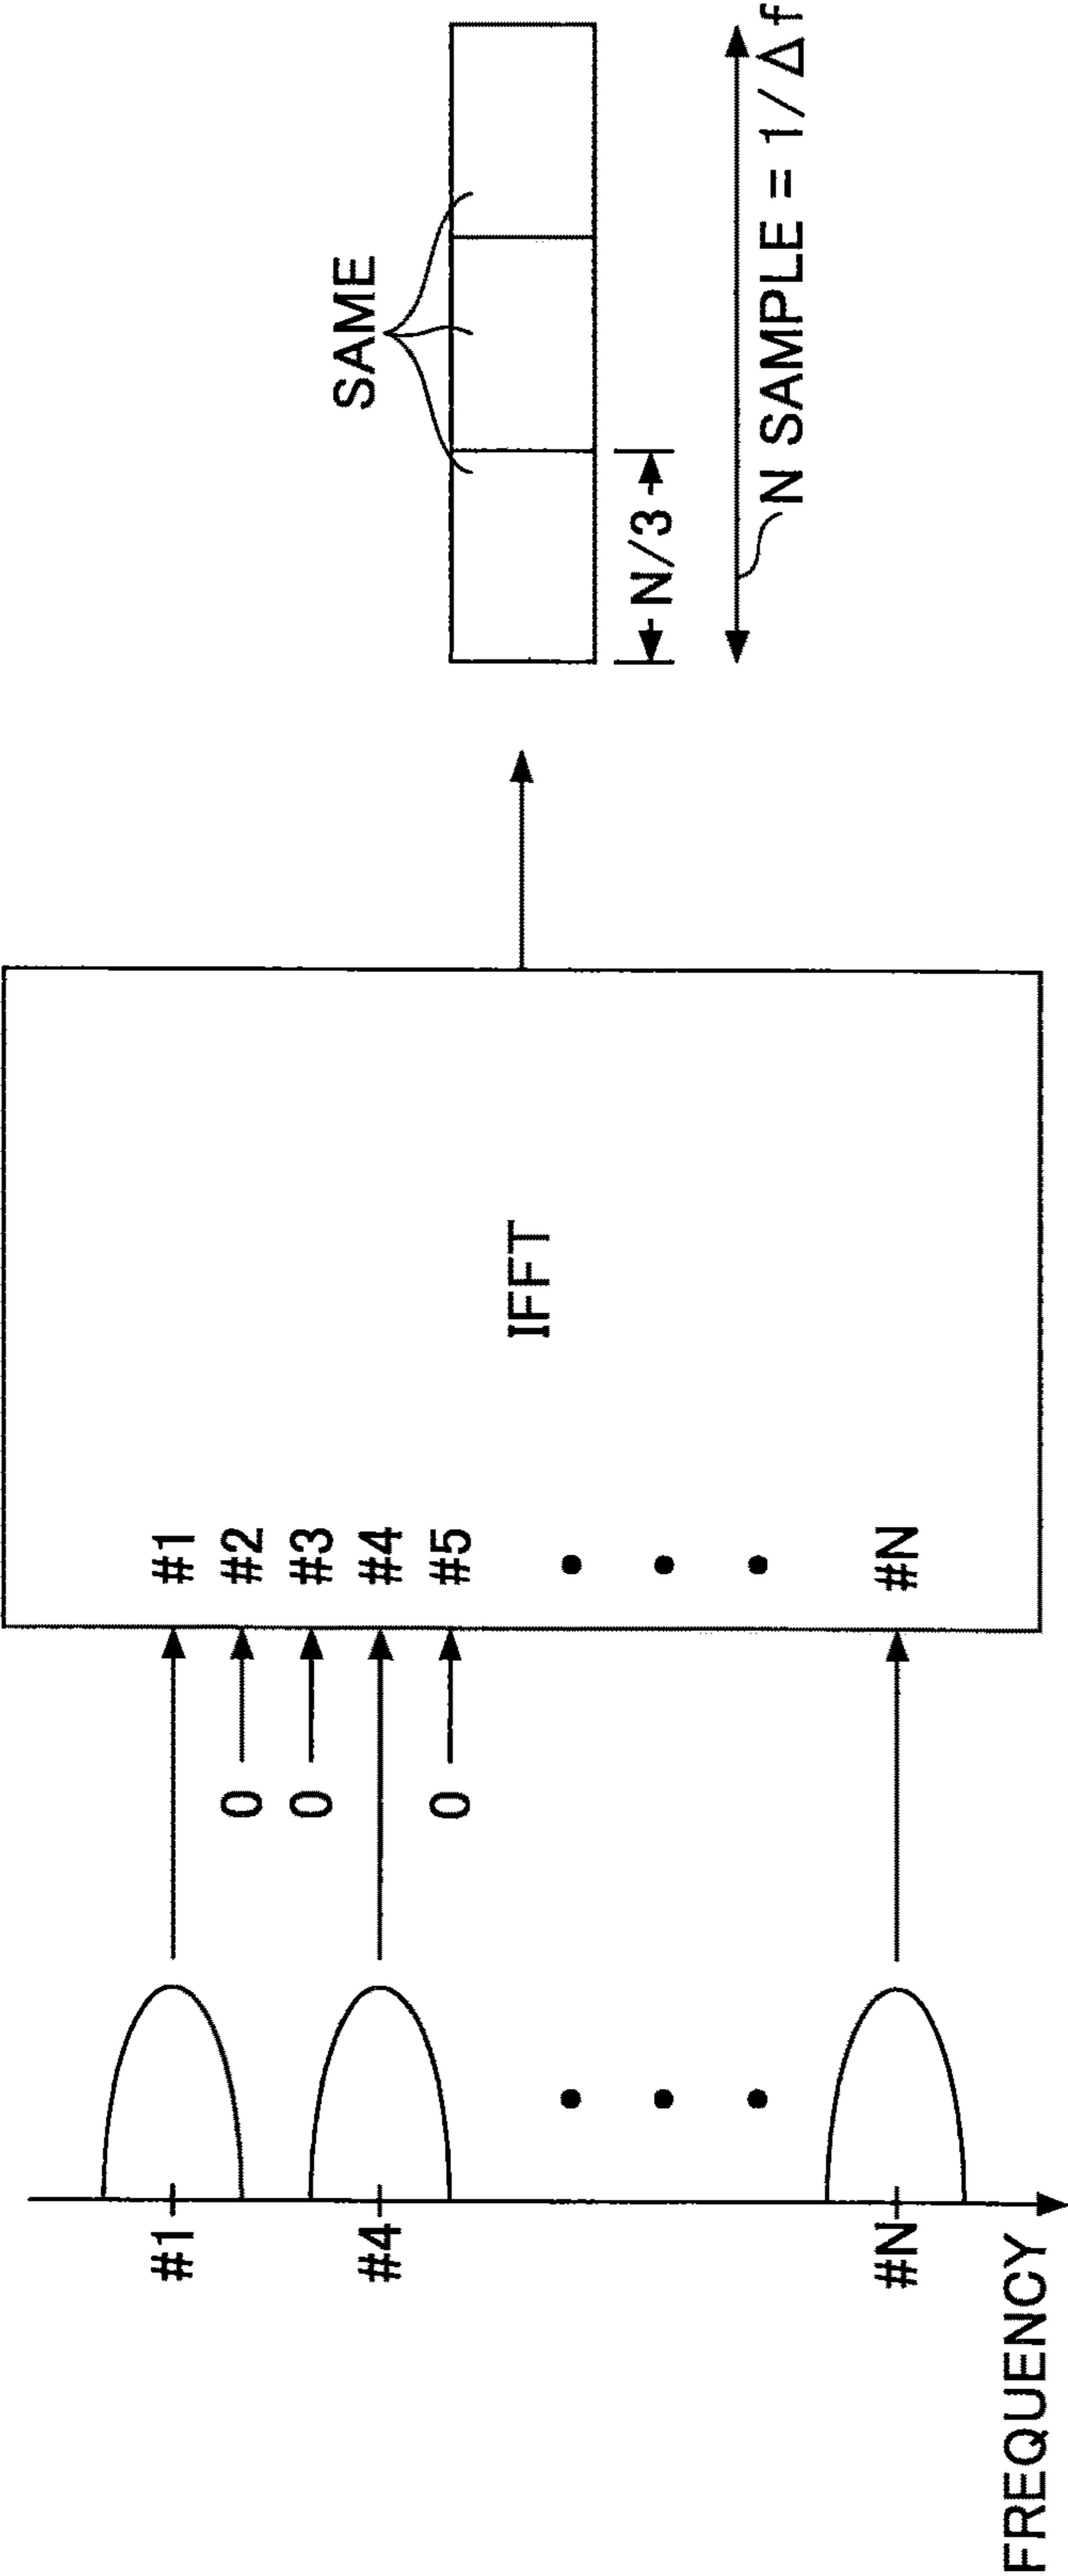 FREQUENCY
#1
#4
#N
0
0
0
#1
#2
#3
#4
#5
#N
IFFT
SAME
N/3
N SAMPLE = 1/Δf